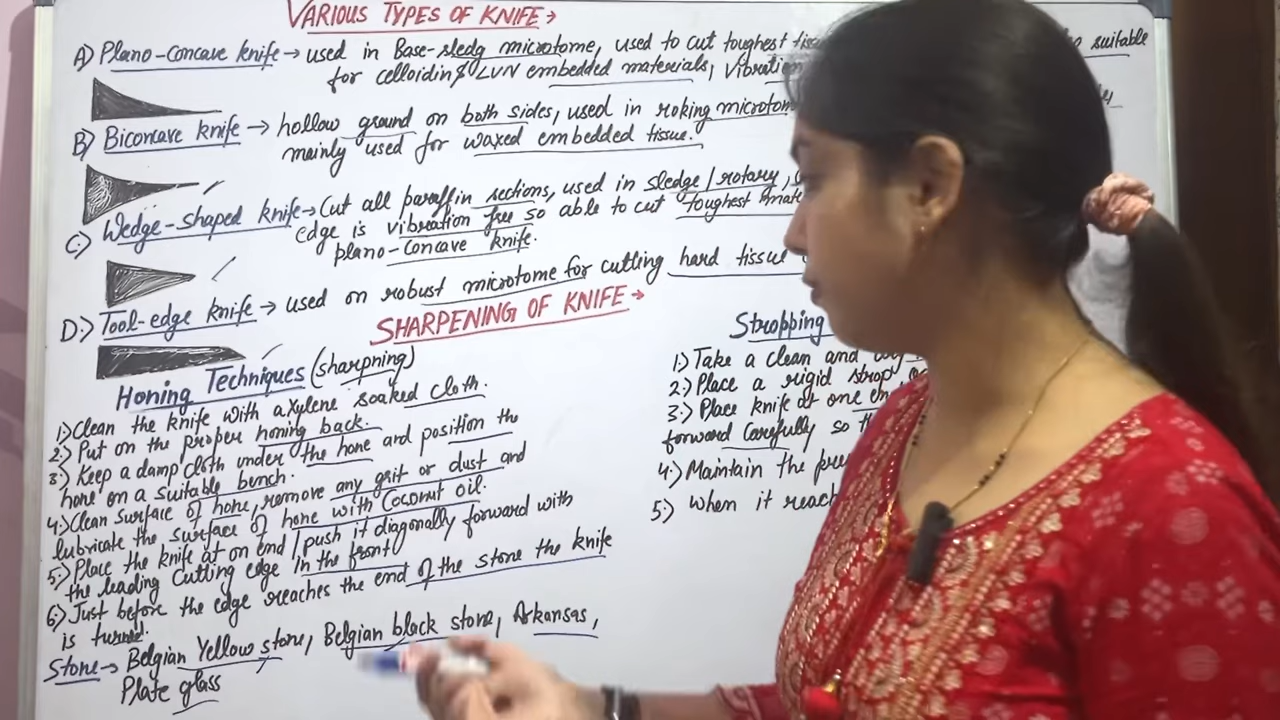 VARIOUS TYPES OF KNIFE→
A) Plano-concave knife → used in Base-sledg microtome, used to cut toughest suitable
for celloiding & LVN embedded materials,
B) Biconcave knife → hollow ground on both sides, used in roking
mainly used for waxed embedded tissue.
C) Wedge-shaped knife → Cut all paraffin sections, used in sledge/rotary,
edge is vibration free so able to cut toughest
plano-concave knife.
D:) Tool-edge knife → used on robust microtome for cutting hard tissue
SHARPENING OF KNIFE →
Honing Techniques (sharpning)
1:) Clean the knife with a xylene soaked cloth.
2:) Put on the proper honing back.
3:) Keep a damp cloth under the hone and position the
hone on a suitable bench.
4:) Clean surface of hone, remove any grit or dust and
lubricate the surface of hone with coconut oil.
5:) Place the knife at on end / push it diagonally forward with
the leading cutting edge in the front
6:) Just before the edge reaches the end of the stone the knife
is turned.
Stone → Belgian Yellow stone, Belgian black stone, Arkansas,
Plate glass
Stropping
1:) Take a clean and
2:) Place a rigid strop
3:) Place knife at one
forward carefully so
4:) Maintain the
5:) When it